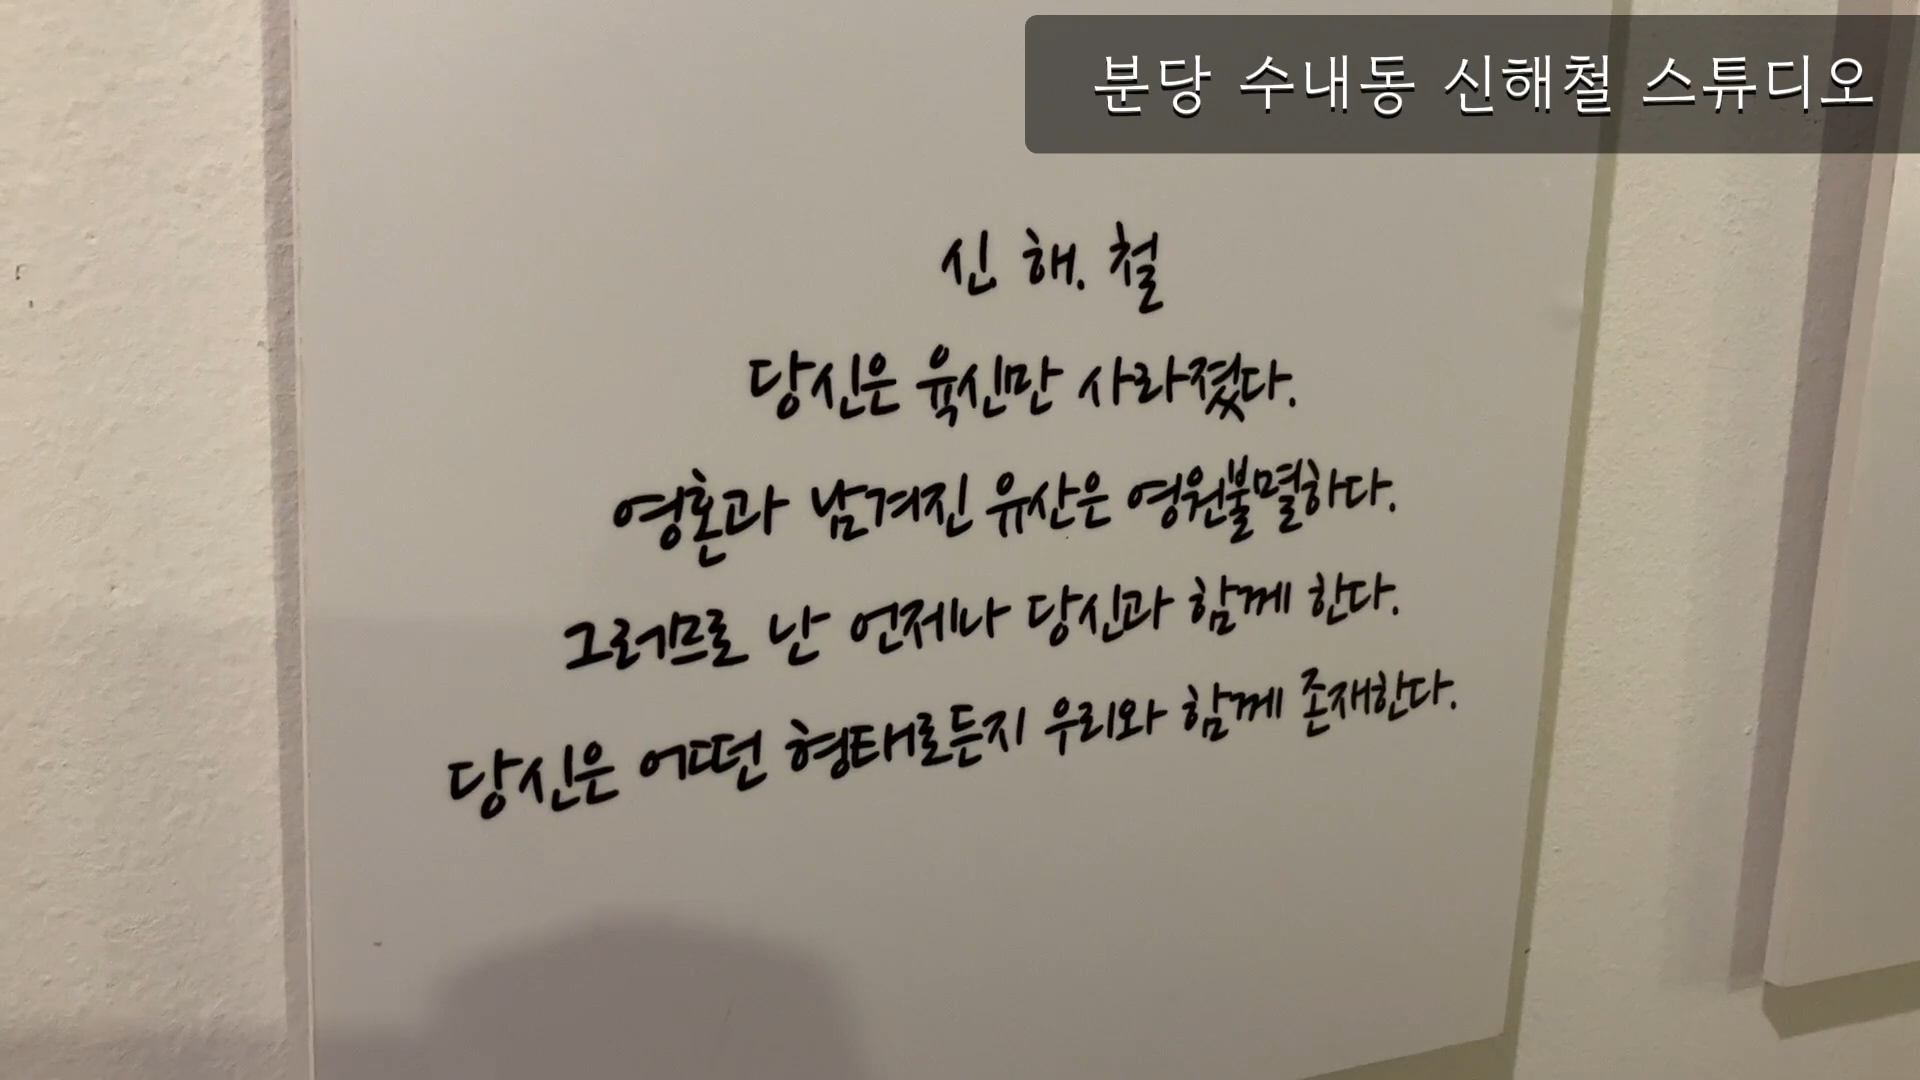 분당 수내동 신해철 스튜디오
신. 해. 철
당신은 육신만 사라졌다.
영혼과 남겨진 유산은 영원불멸하다.
그러므로 난 언제나 당신과 함께 한다.
당신은 어떤 형태로든지 우리와 함께 존재한다.